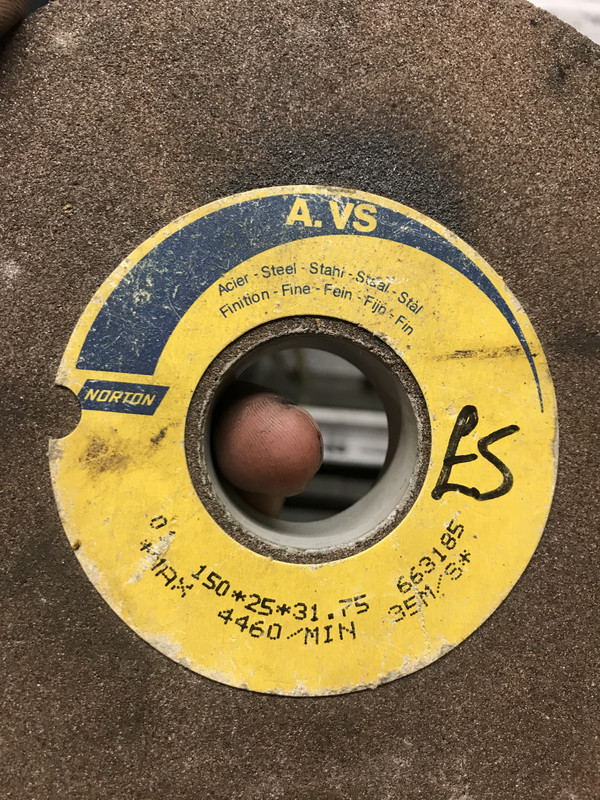 A. VS
Acier - Steel - Stahl - Staal - Stål
Finition - Fine - Fein - Fijn - Fin
NORTON
ES
150*25*31.75 663185
*MAX 4460/MIN 35M/S*